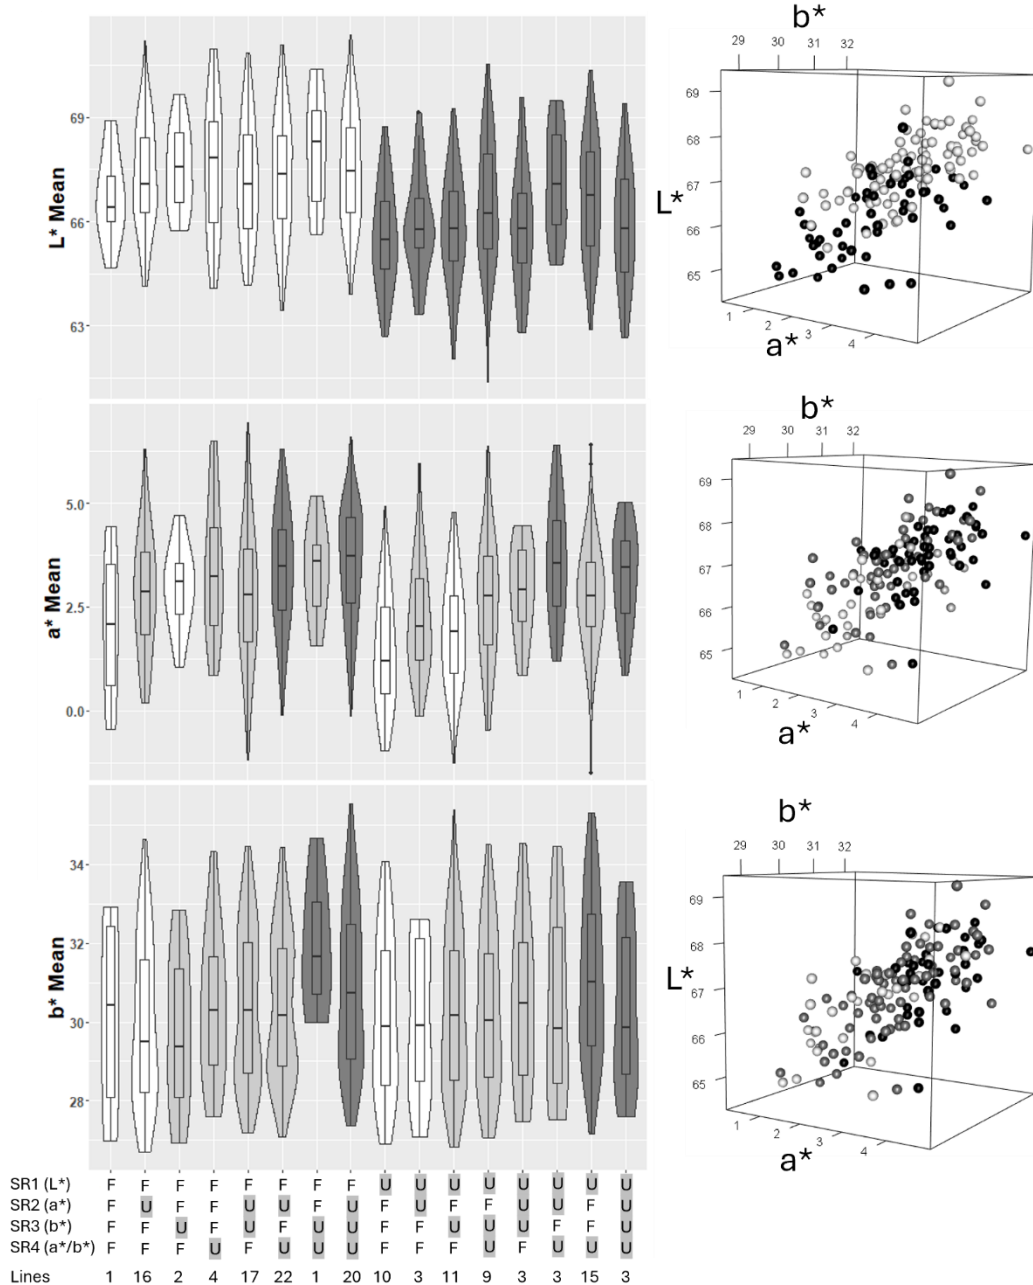 L* Mean
69
66
63
b*
29 30 31 32
L*
69
68
67
66
65
1 2 3 4
a*
a* Mean
5.0
2.5
0.0
b*
29 30 31 32
69
68
67
66
65
1 2 3 4
a*
b* Mean
34
32
30
28
b*
29 30 31 32
L*
69
68
67
66
65
1 2 3 4
a*
SR1 (L*) F F F F F F F F U U U U U U U U
SR2 (a*) F U F F U U F U F U F F U U F U
SR3 (b*) F F U F U F U U F F U U U F F U
SR4 (a*/b*) F F F U F U U U F F F U F U U U
Lines 1 16 2 4 17 22 1 20 10 3 11 9 3 3 15 3